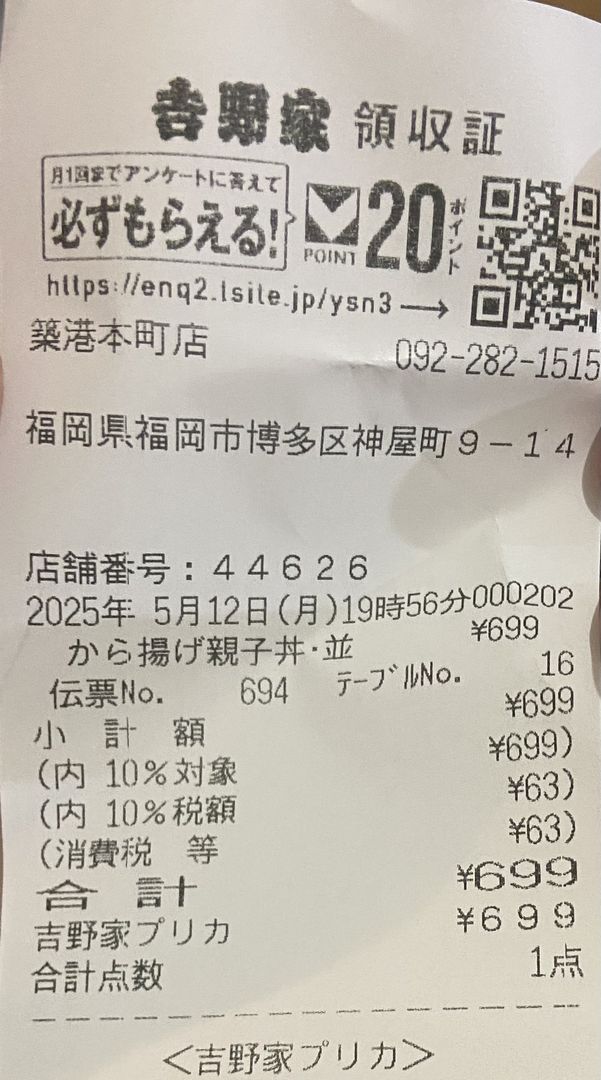 吉野家 領収証
月1回までアンケートに答えて
必ずもらえる!
POINT
20
ポイント
https://enq2.tsite.jp/ysn3
築港本町店 092-282-1515
福岡県福岡市博多区神屋町9-14
店舗番号:44626
2025年 5月12日(月)19時56分000202
から揚げ親子丼・並 ¥699
伝票No. 694 テーブルNo. 16
小 計 額 ¥699
(内 10%対象 ¥699)
(内 10%税額 ¥63)
(消費税 等 ¥63)
合 計 ¥699
吉野家プリカ ¥699
合計点数 1点
<吉野家プリカ>